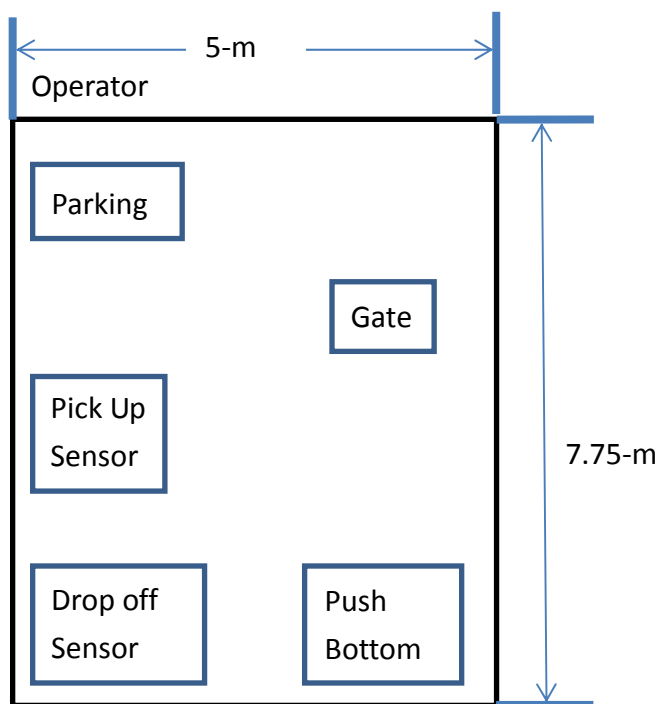 5-m
Operator
Parking
Gate
Pick Up
Sensor
7.75-m
Drop off
Sensor
Push
Bottom